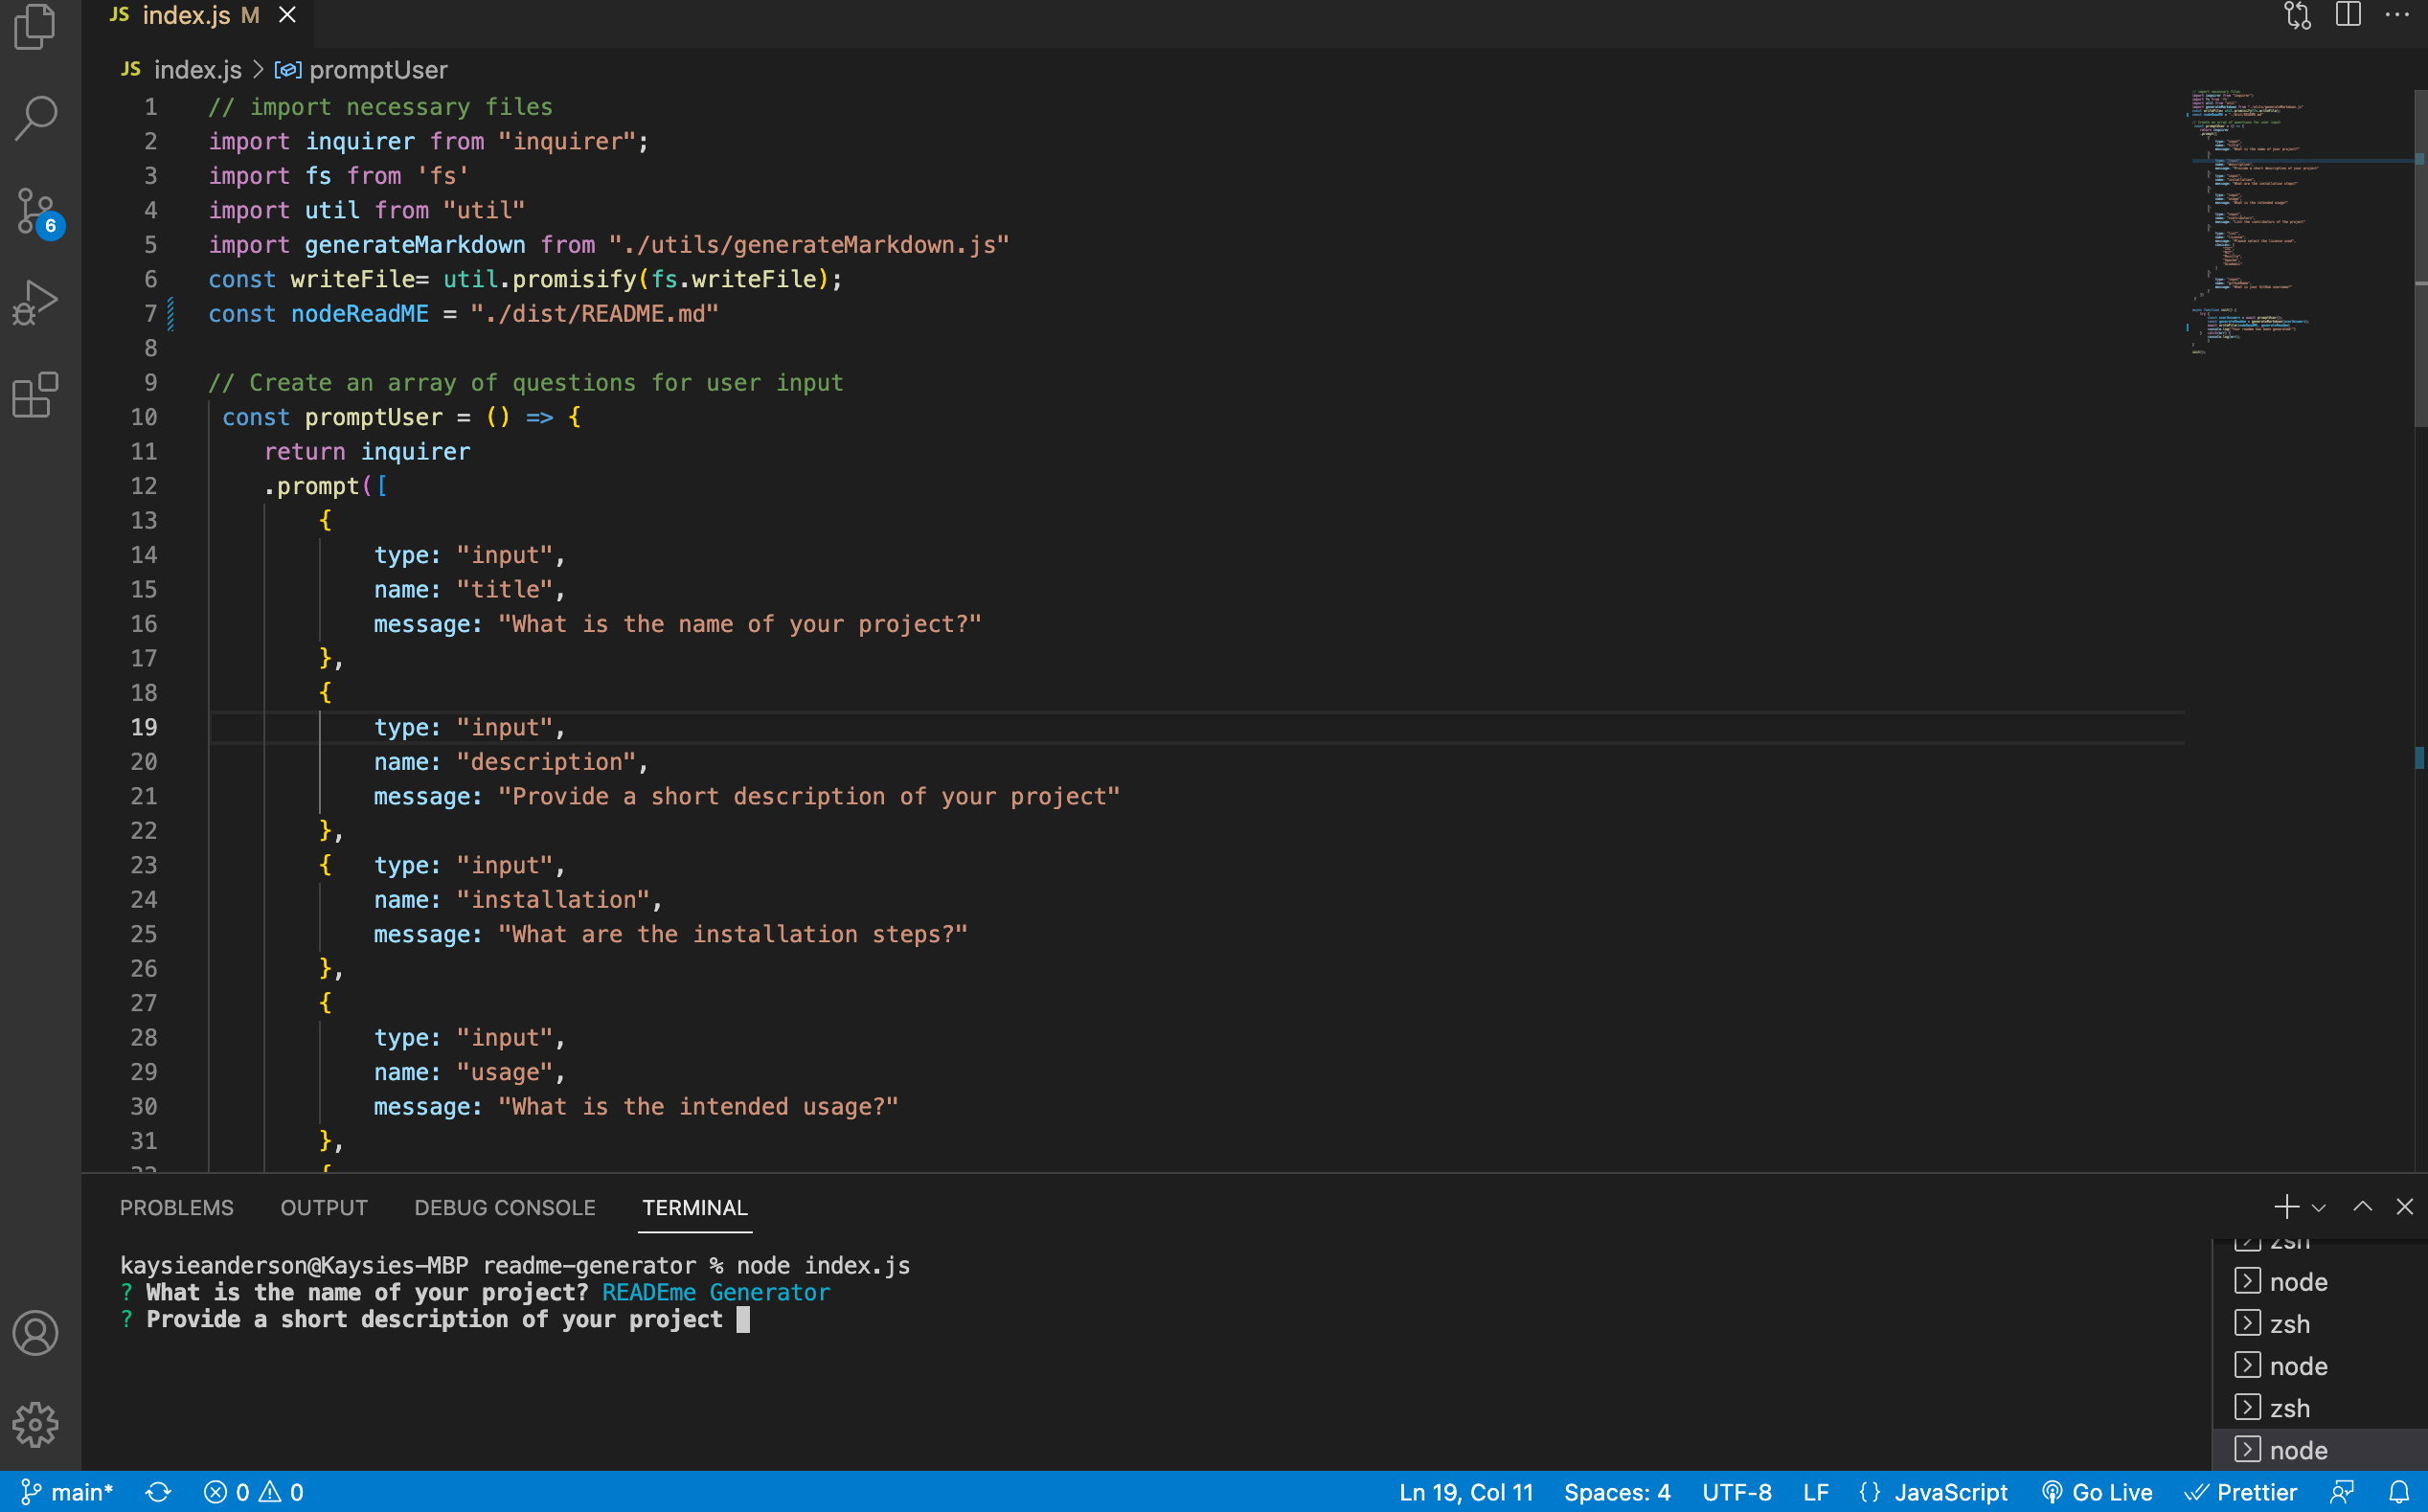 JS index.js M
JS index.js > promptUser
1 // import necessary files
2 import inquirer from "inquirer";
3 import fs from 'fs'
4 import util from "util"
5 import generateMarkdown from "./utils/generateMarkdown.js"
6 const writeFile= util.promisify(fs.writeFile);
7 const nodeReadME = "./dist/README.md"
8
9 // Create an array of questions for user input
10 const promptUser = () => {
11 return inquirer
12 .prompt([
13 {
14 type: "input",
15 name: "title",
16 message: "What is the name of your project?"
17 },
18 {
19 type: "input",
20 name: "description",
21 message: "Provide a short description of your project"
22 },
23 { type: "input",
24 name: "installation",
25 message: "What are the installation steps?"
26 },
27 {
28 type: "input",
29 name: "usage",
30 message: "What is the intended usage?"
31 },
32 {
6
PROBLEMS OUTPUT DEBUG CONSOLE TERMINAL
kaysieanderson@Kaysies-MBP readme-generator % node index.js
? What is the name of your project? READEme Generator
? Provide a short description of your project
zsh
node
zsh
node
zsh
node
main* 0 0 Ln 19, Col 11 Spaces: 4 UTF-8 LF {} JavaScript Go Live Prettier